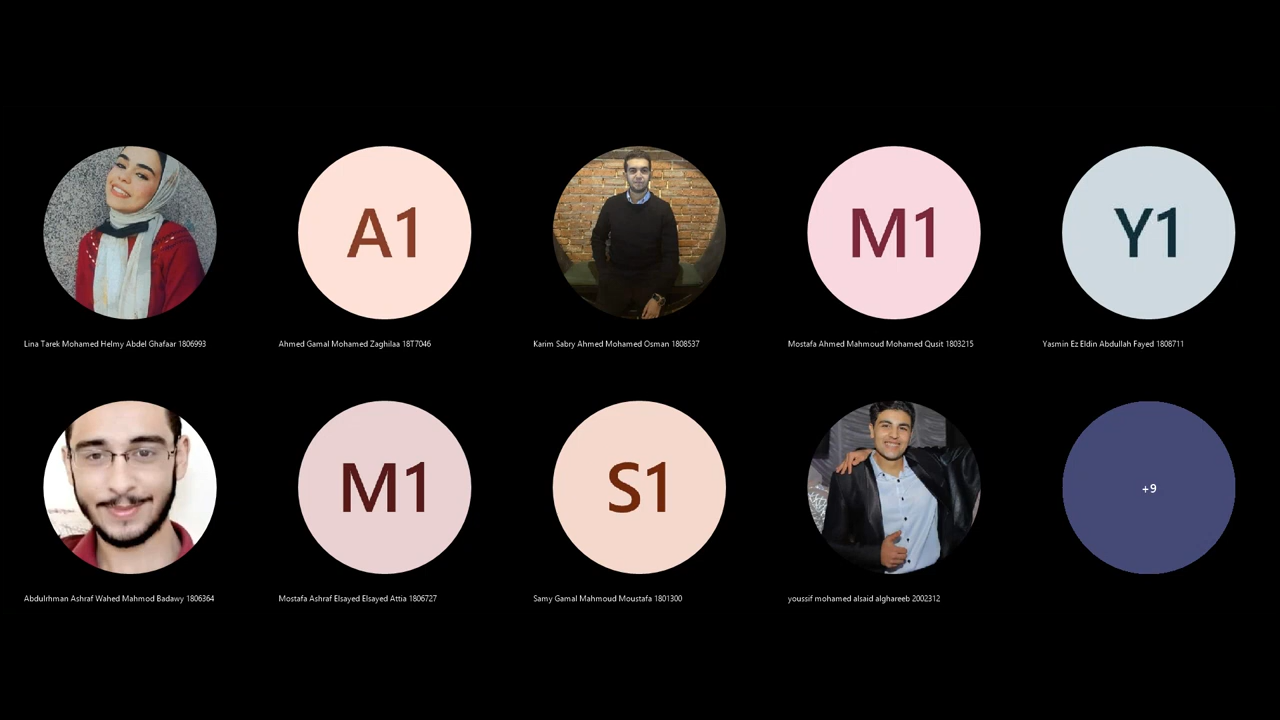 A1
M1
Y1
Lina Tarek Mohamed Helmy Abdel Ghafaar 1806993
Ahmed Gamal Mohamed Zaghilaa 18T7046
Karim Sabry Ahmed Mohamed Osman 1808537
Mostafa Ahmed Mahmoud Mohamed Qusit 1803215
Yasmin Ez Eldin Abdullah Fayed 1808711
M1
S1
+9
Abdulrhman Ashraf Wahed Mahmod Badawy 1806364
Mostafa Ashraf Elsayed Elsayed Attia 1806727
Samy Gamal Mahmoud Moustafa 1801300
youssif mohamed alsaid alghareeb 2002312